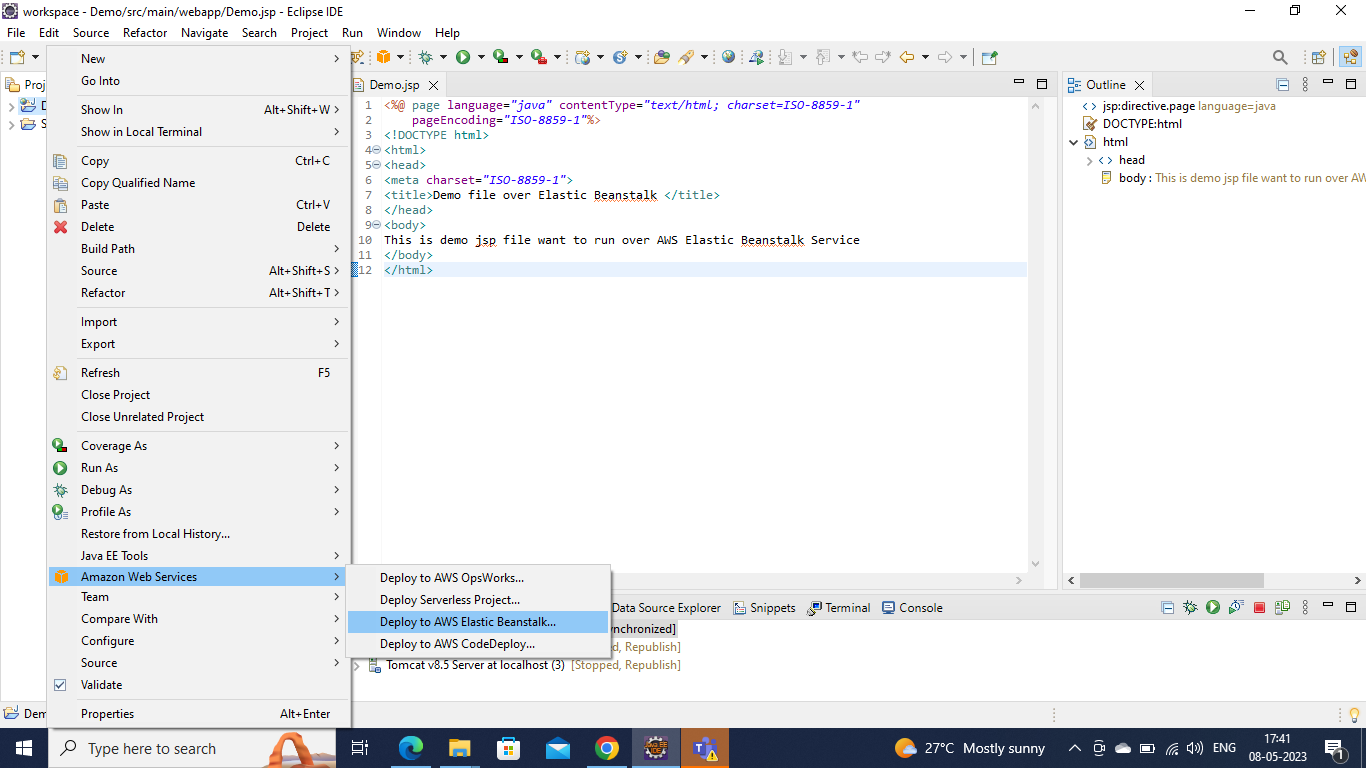 workspace - Demo/src/main/webapp/Demo.jsp - Eclipse IDE
File Edit Source Refactor Navigate Search Project Run Window Help
Proj
New
Go Into
Show In Alt+Shift+W
Show in Local Terminal
Copy Ctrl+C
Copy Qualified Name
Paste Ctrl+V
Delete Delete
Build Path
Source Alt+Shift+S
Refactor Alt+Shift+T
Import
Export
Refresh F5
Close Project
Close Unrelated Project
Coverage As
Run As
Debug As
Profile As
Restore from Local History...
Java EE Tools
Amazon Web Services
Team
Compare With
Configure
Source
Validate
Properties Alt+Enter
Deploy to AWS OpsWorks...
Deploy Serverless Project...
Deploy to AWS Elastic Beanstalk...
Deploy to AWS CodeDeploy...
Demo.jsp
1 <%@ page language="java" contentType="text/html; charset=ISO-8859-1"
2 pageEncoding="ISO-8859-1"%>
3 <!DOCTYPE html>
4 <html>
5 <head>
6 <meta charset="ISO-8859-1">
7 <title>Demo file over Elastic Beanstalk </title>
8 </head>
9 <body>
10 This is demo jsp file want to run over AWS Elastic Beanstalk Service
11 </body>
12 </html>
Outline
jsp:directive.page language=java
DOCTYPE:html
html
head
body : This is demo jsp file want to run over AW
Data Source Explorer Snippets Terminal Console
ynchronized]
d, Republish]
Tomcat v8.5 Server at localhost (3) [Stopped, Republish]
Dem
Type here to search
27°C Mostly sunny
ENG
17:41
08-05-2023
1